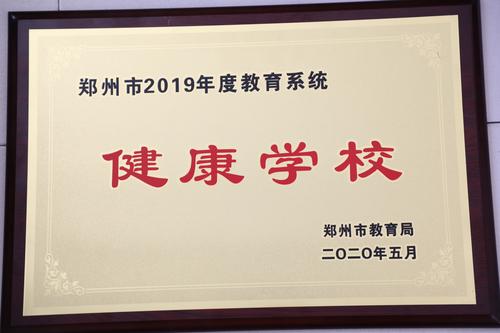 郑州市2019年度教育系统
健康学校
郑州市教育局
二〇二〇年五月